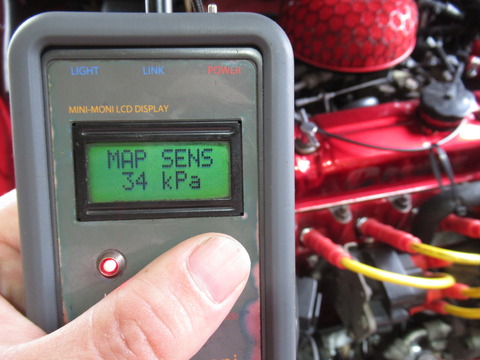 LIGHT LINK POWER
MINI-MONI LCD DISPLAY
MAP SENS
34 kPa